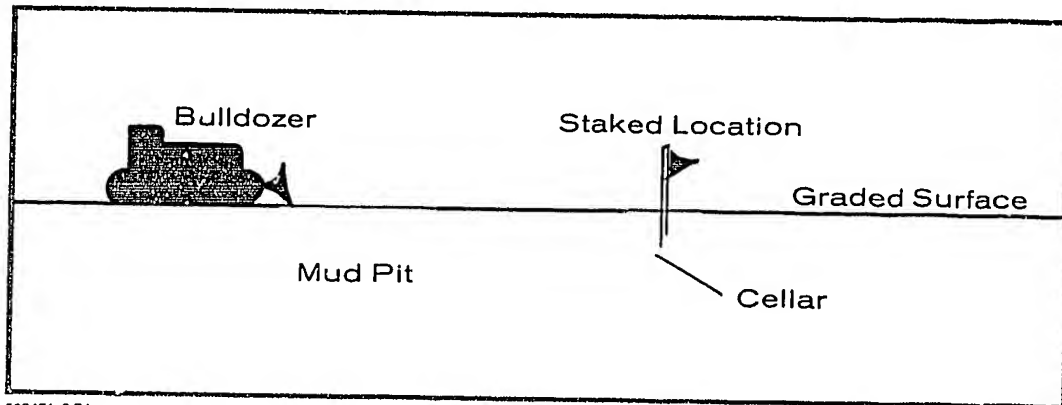 Bulldozer
Staked Location
Graded Surface
Mud Pit
Cellar